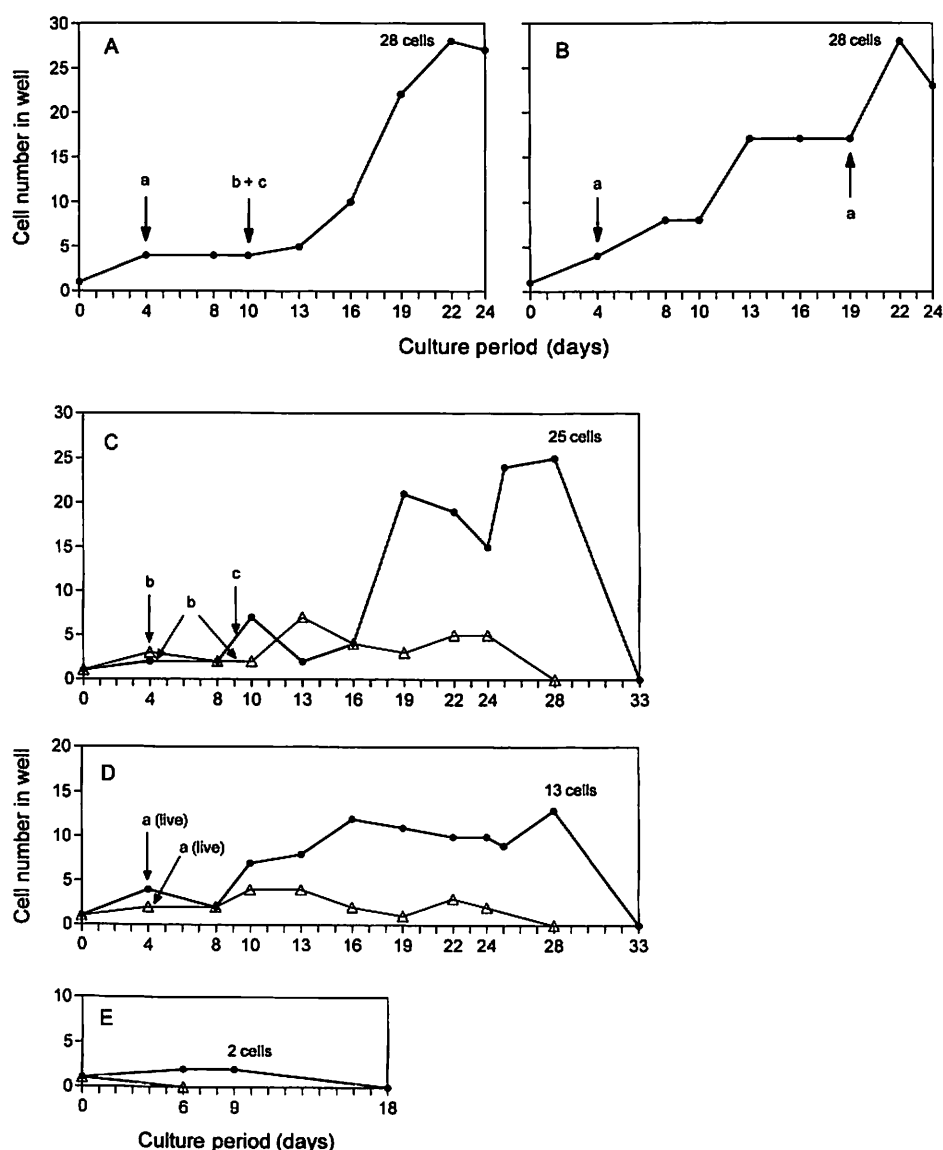 30
25
20
15
10
5
0
Cell number in well
A
28 cells
a
b + c
0 4 8 10 13 16 19 22 24
B
28 cells
a
a
0 4 8 10 13 16 19 22 24
Culture period (days)
30
25
20
15
10
5
0
C
25 cells
b
b
c
0 4 8 10 13 16 19 22 24 28 33
Cell number in well
20
15
10
5
0
D
13 cells
a (live)
a (live)
0 4 8 10 13 16 19 22 24 28 33
10
5
0
E
2 cells
0 6 9 18
Culture period (days)